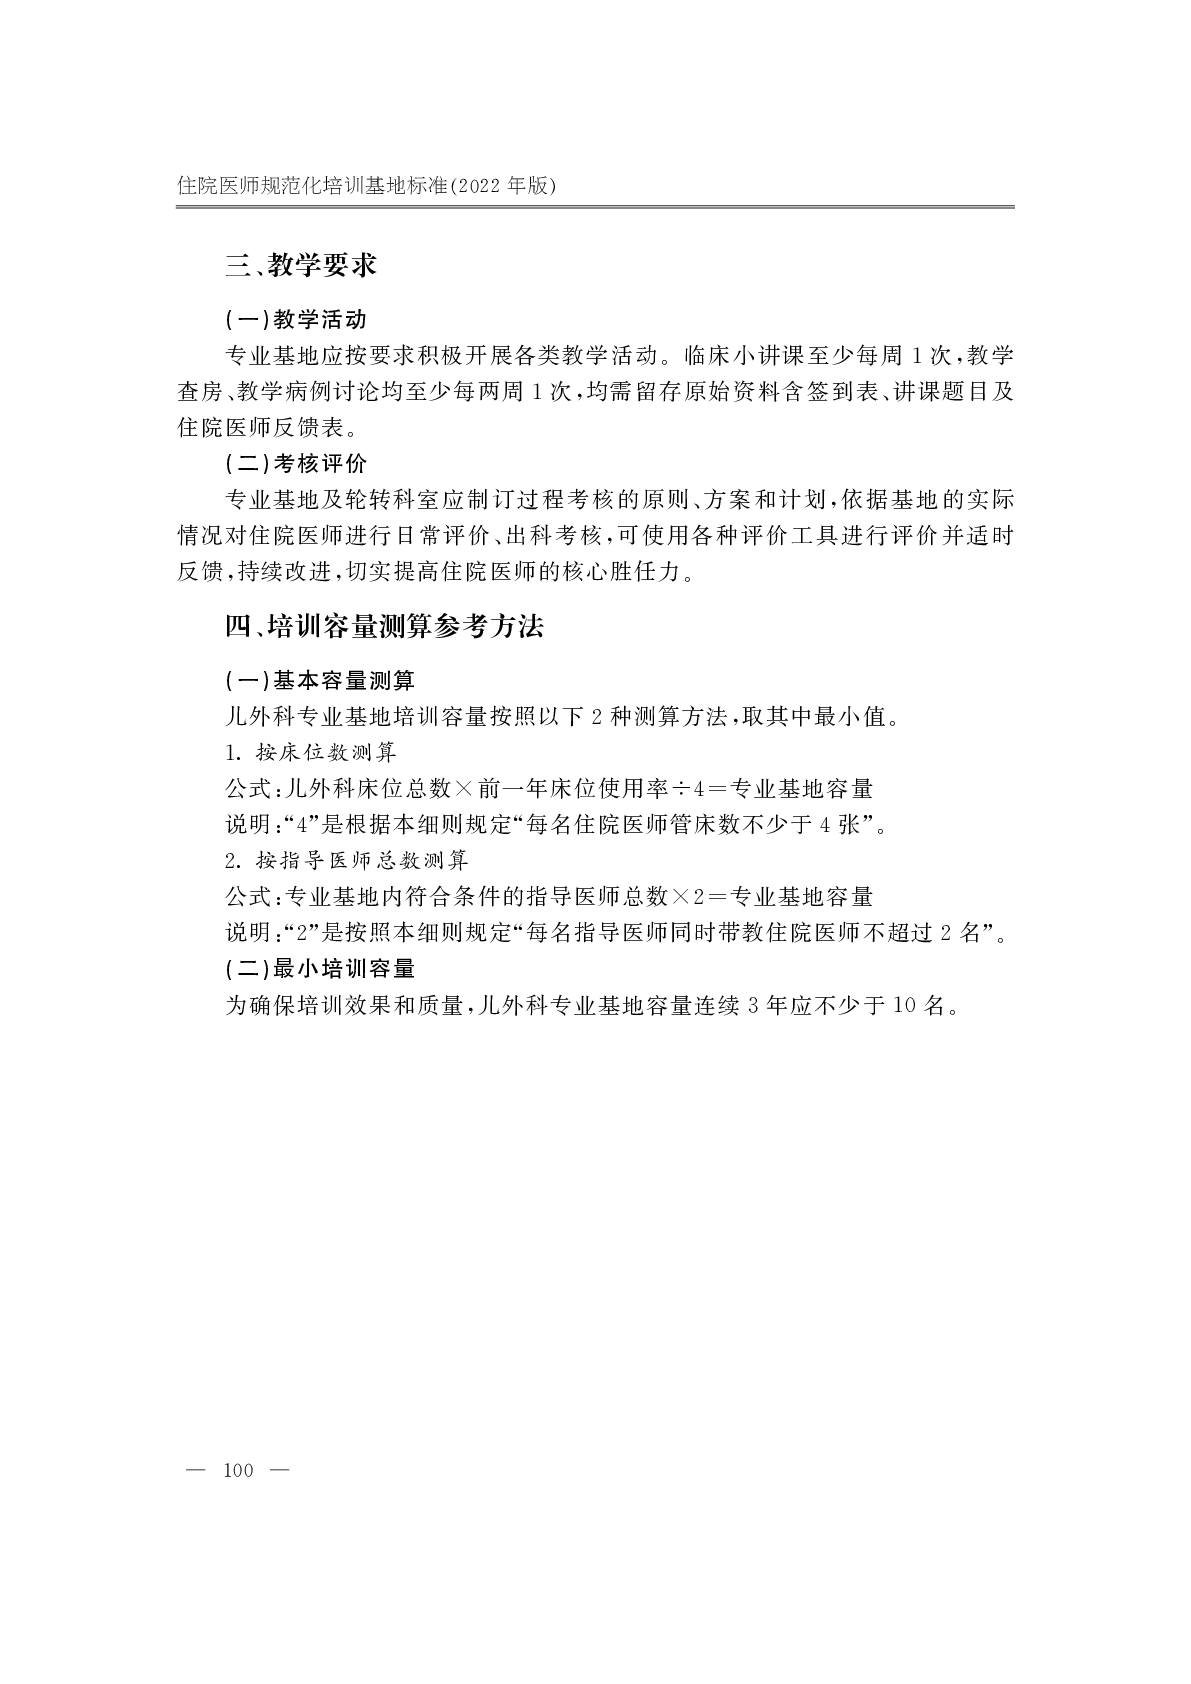 住院医师规范化培训基地标准(2022 年版)
三、教学要求
(一)教学活动
专业基地应按要求积极开展各类教学活动。临床小讲课至少每周 1 次,教学
查房、教学病例讨论均至少每两周 1 次,均需留存原始资料含签到表、讲课题目及
住院医师反馈表。
(二)考核评价
专业基地及轮转科室应制订过程考核的原则、方案和计划,依据基地的实际
情况对住院医师进行日常评价、出科考核,可使用各种评价工具进行评价并适时
反馈,持续改进,切实提高住院医师的核心胜任力。
四、培训容量测算参考方法
(一)基本容量测算
儿外科专业基地培训容量按照以下 2 种测算方法,取其中最小值。
1. 按床位数测算
公式:儿外科床位总数×前一年床位使用率÷4=专业基地容量
说明:“4”是根据本细则规定“每名住院医师管床数不少于 4 张”。
2. 按指导医师总数测算
公式:专业基地内符合条件的指导医师总数×2=专业基地容量
说明:“2”是按照本细则规定“每名指导医师同时带教住院医师不超过 2 名”。
(二)最小培训容量
为确保培训效果和质量,儿外科专业基地容量连续 3 年应不少于 10 名。
— 100 —